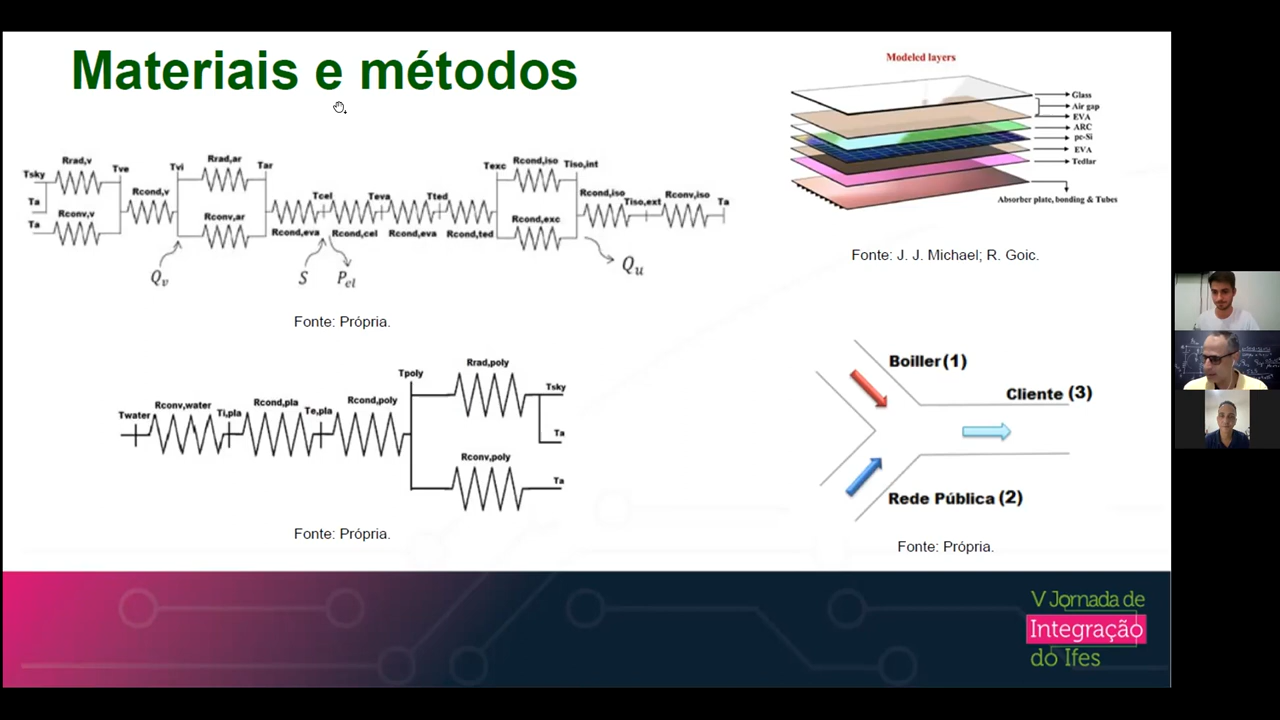 Materiais e métodos
Rrad,v
Tsky
Tve
Ta
Ta
Rconv,v
Rcond,v
Tvi
Rrad,ar
Tar
Rconv,ar
Tcel
Teva
Tted
Rcond,eva
Rcond,cel
Rcond,eva
Rcond,ted
Texc
Rcond,iso
Tiso,int
Rcond,exc
Rcond,iso
Tiso,ext
Rconv,iso
Ta
Qv
S
Pel
Qu
Fonte: Própria.
Modeled layers
Glass
Air gap
EVA
ARC
pc-Si
EVA
Tedlar
Absorber plate, bonding & Tubes
Fonte: J. J. Michael; R. Goic.
Twater
Rconv,water
Ti,pla
Rcond,pla
Te,pla
Rcond,poly
Tpoly
Rrad,poly
Tsky
Ta
Rconv,poly
Ta
Fonte: Própria.
Boiller (1)
Cliente (3)
Rede Pública (2)
Fonte: Própria.
V Jornada de
Integração
do Ifes